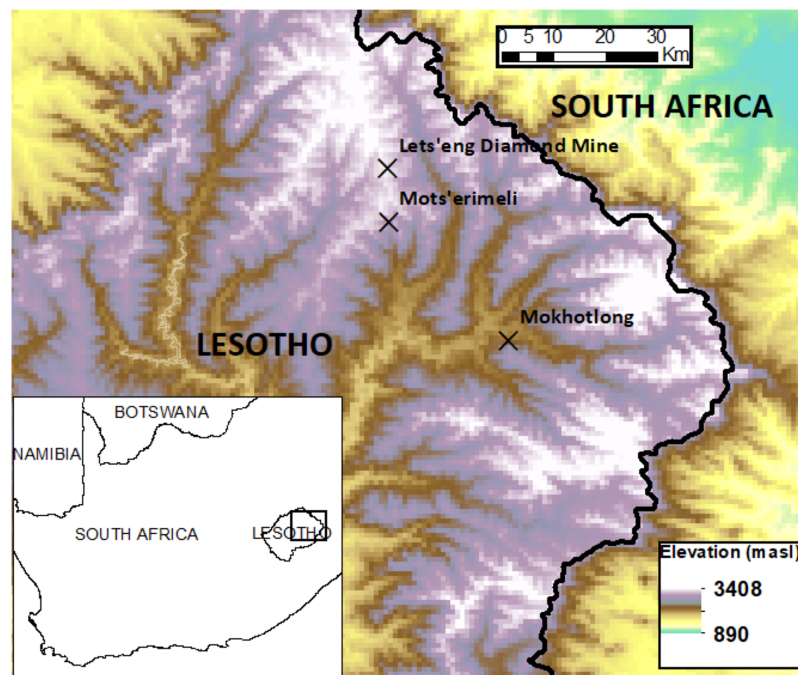 0 5 10 20 30
Km
SOUTH AFRICA
Lets'eng Diamond Mine
Mots'erimeli
Mokhotlong
LESOTHO
BOTSWANA
NAMIBIA
SOUTH AFRICA
LESOTHO
Elevation (masl)
3408
890